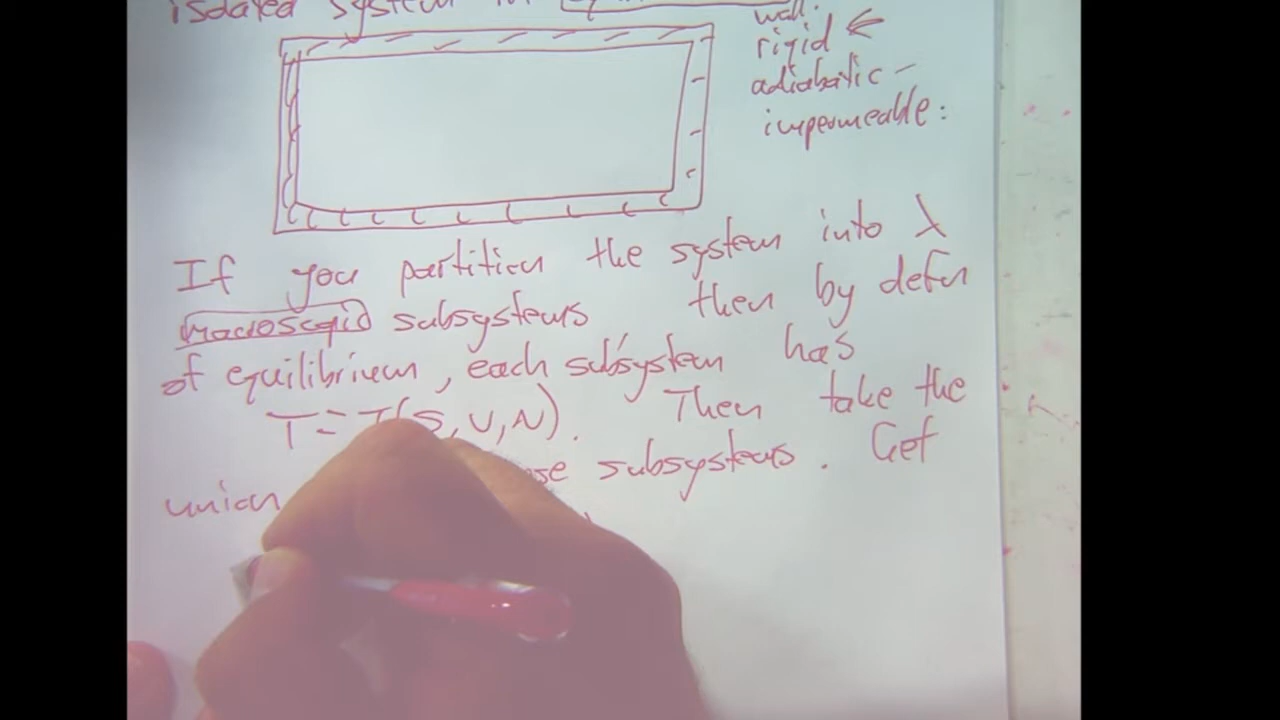 isolated system in
wall.
rigid ←
adiabatic -
impermeable :
If you partition the system into λ
macroscopic subsystems then by defn
of equilibrium, each subsystem has
T = T(S, V, N). Then take the
union subsystems. Get